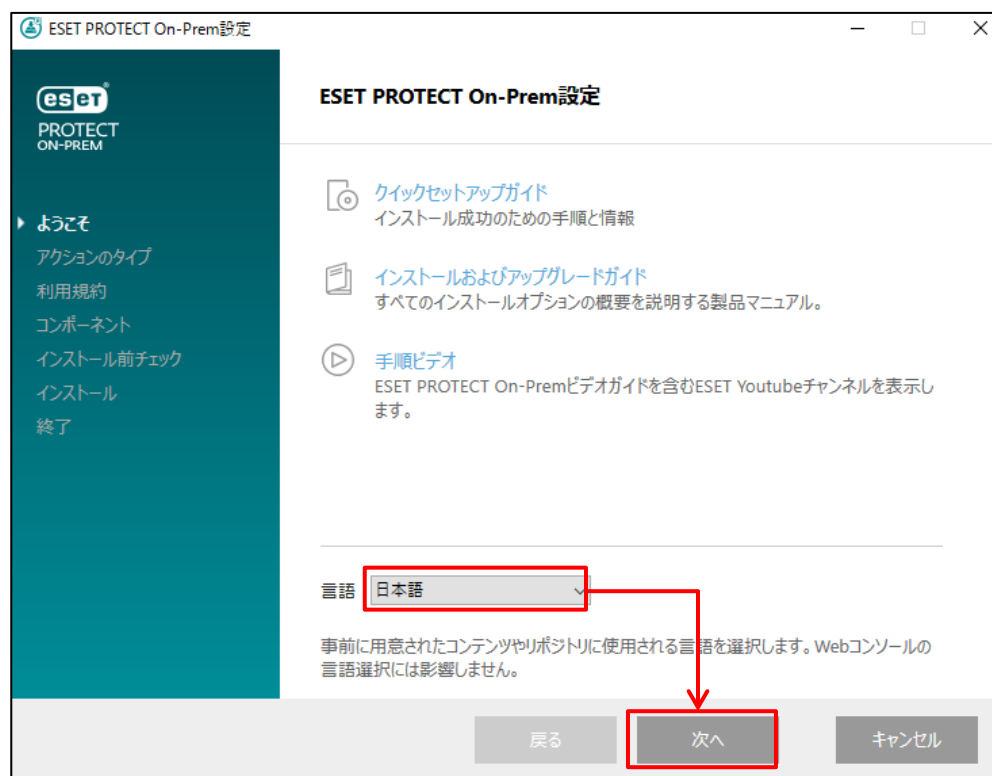 ESET PROTECT On-Prem設定
eset
PROTECT
ON-PREM
ようこそ
アクションのタイプ
利用規約
コンポーネント
インストール前チェック
インストール
終了
ESET PROTECT On-Prem設定
クイックセットアップガイド
インストール成功のための手順と情報
インストールおよびアップグレードガイド
すべてのインストールオプションの概要を説明する製品マニュアル。
手順ビデオ
ESET PROTECT On-Premビデオガイドを含むESET Youtubeチャンネルを表示し
ます。
言語 日本語
事前に用意されたコンテンツやリポジトリに使用される言語を選択します。Webコンソールの
言語選択には影響しません。
戻る 次へ キャンセル